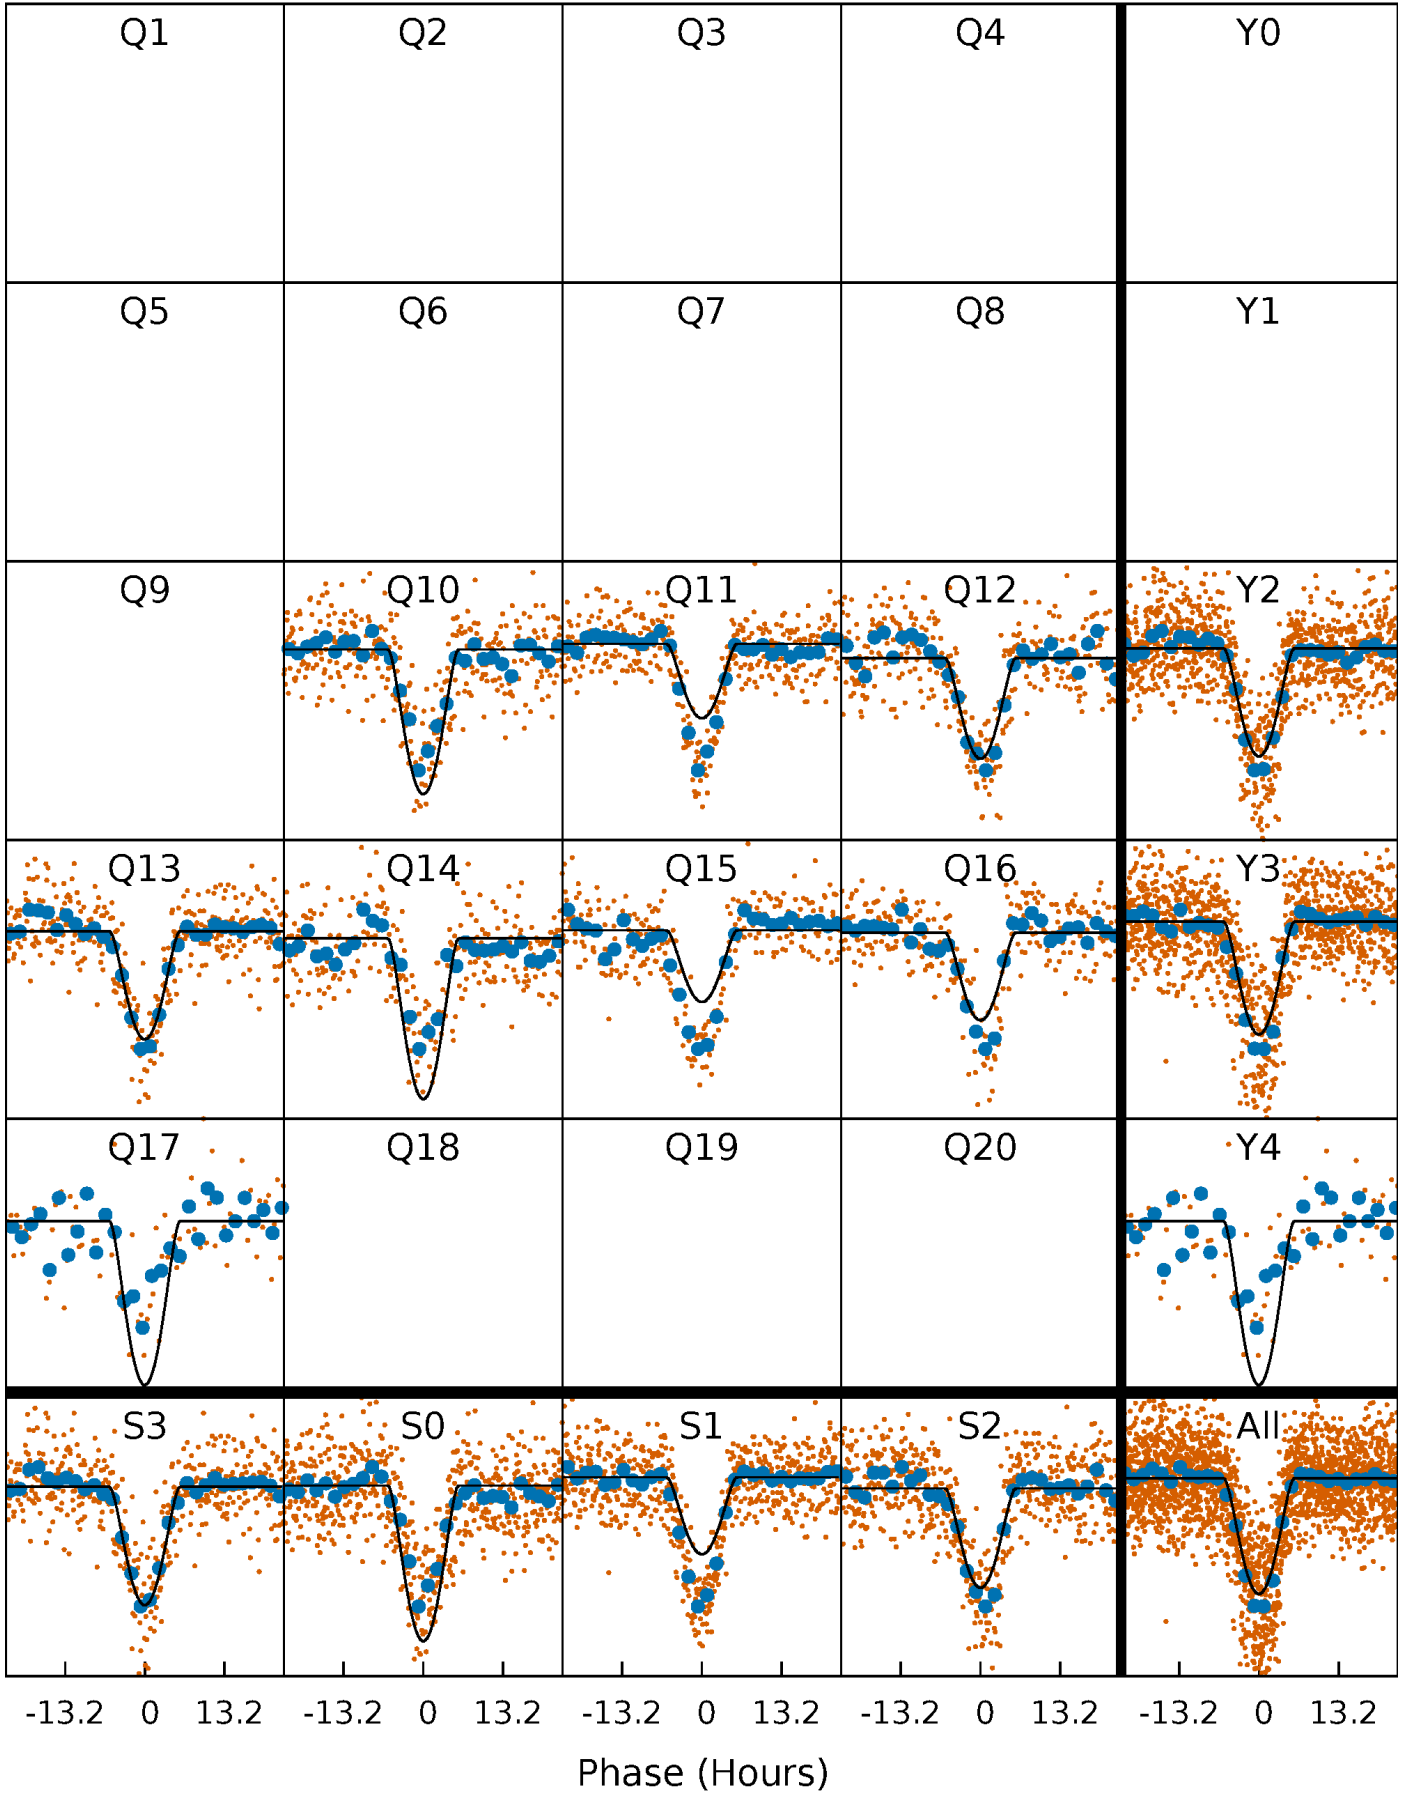 Q1 Q2 Q3 Q4 Y0
Q5 Q6 Q7 Q8 Y1
Q9 Q10 Q11 Q12 Y2
Q13 Q14 Q15 Q16 Y3
Q17 Q18 Q19 Q20 Y4
S3 S0 S1 S2 All
-13.2 0 13.2 -13.2 0 13.2 -13.2 0 13.2 -13.2 0 13.2 -13.2 0 13.2
Phase (Hours)